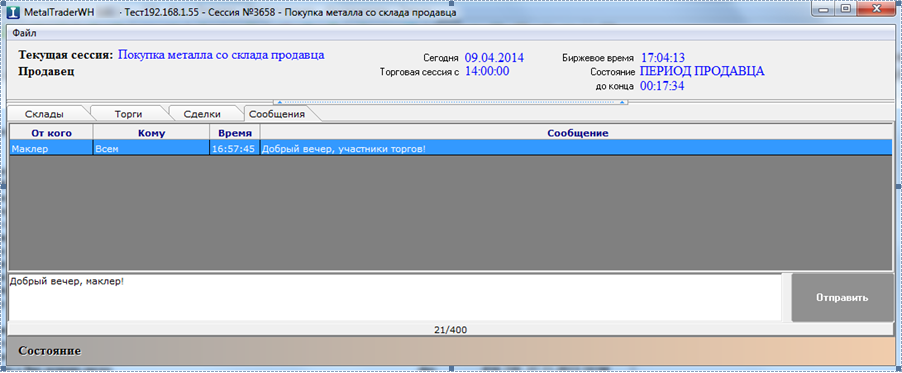 MetalTraderWH - Тест192.168.1.55 - Сессия №3658 - Покупка металла со склада продавца
Файл
Текущая сессия: Покупка металла со склада продавца
Продавец
Сегодня 09.04.2014
Торговая сессия с 14:00:00
Биржевое время 17:04:13
Состояние ПЕРИОД ПРОДАВЦА
до конца 00:17:34
Склады Торги Сделки Сообщения
От кого Кому Время Сообщение
Маклер Всем 16:57:45 Добрый вечер, участники торгов!
Добрый вечер, маклер!
Отправить
21/400
Состояние